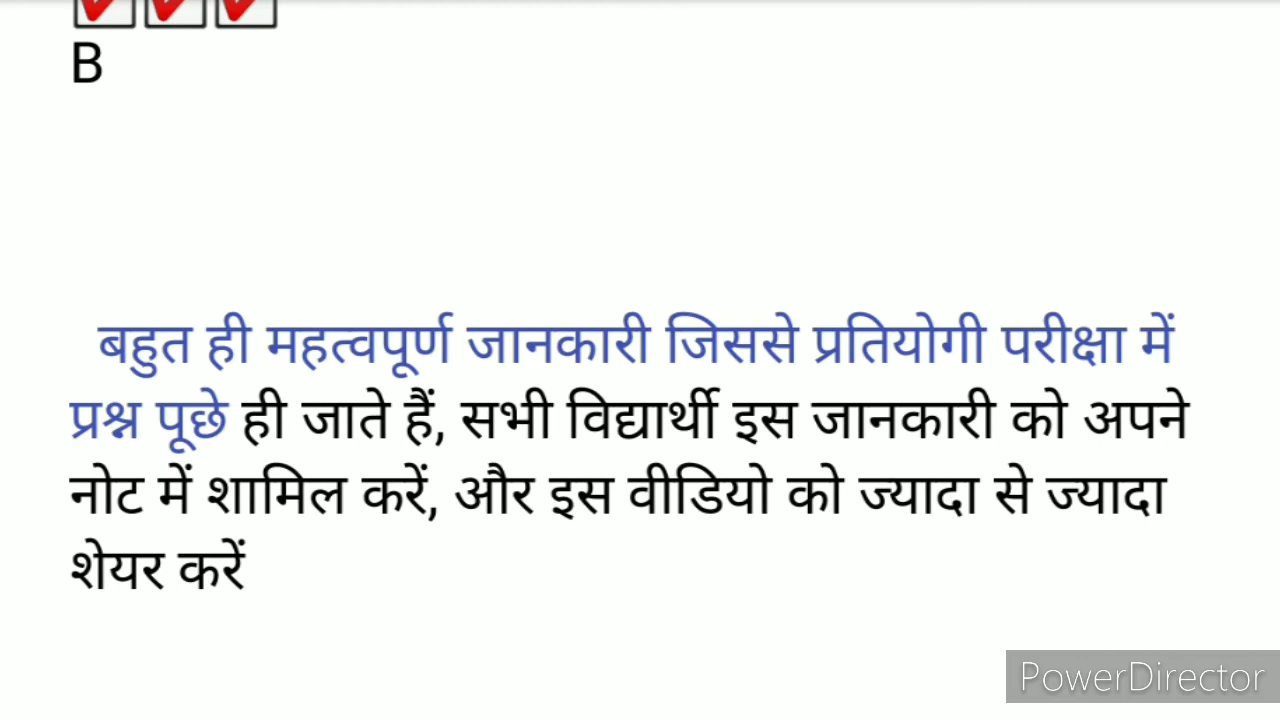 B
बहुत ही महत्वपूर्ण जानकारी जिससे प्रतियोगी परीक्षा में
प्रश्न पूछे ही जाते हैं, सभी विद्यार्थी इस जानकारी को अपने
नोट में शामिल करें, और इस वीडियो को ज्यादा से ज्यादा
शेयर करें
PowerDirector